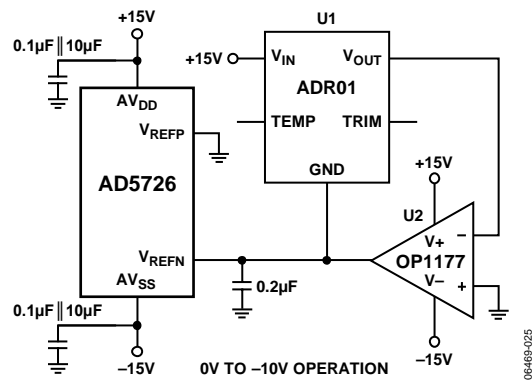 +15V
0.1µF || 10µF
AV_DD
V_REFP
AD5726
V_REFN
AV_SS
0.1µF || 10µF
–15V
0.2µF
U1
+15V
V_IN
V_OUT
ADR01
TEMP
TRIM
GND
+15V
U2
V+
–
OP1177
V–
+
–15V
0V TO –10V OPERATION
06469-025